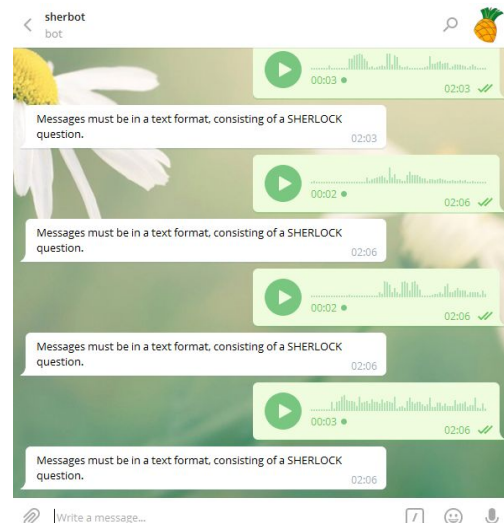 sherbot
bot
00:03
02:03
Messages must be in a text format, consisting of a SHERLOCK
question.
02:03
00:02
02:06
Messages must be in a text format, consisting of a SHERLOCK
question.
02:06
00:02
02:06
Messages must be in a text format, consisting of a SHERLOCK
question.
02:06
00:03
02:06
Messages must be in a text format, consisting of a SHERLOCK
question.
02:06
Write a message...